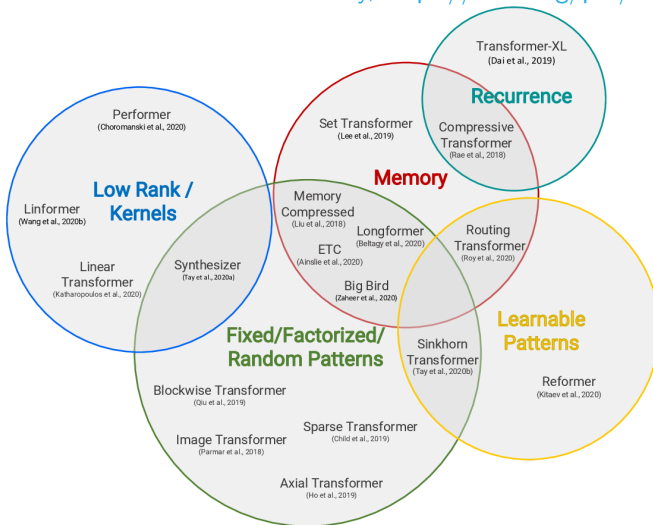 Transformer-XL
(Dai et al., 2019)
Recurrence
Compressive
Transformer
(Rae et al., 2018)
Performer
(Choromanski et al., 2020)
Set Transformer
(Lee et al., 2019)
Memory
Low Rank /
Kernels
Linformer
(Wang et al., 2020b)
Linear
Transformer
(Katharopoulos et al., 2020)
Synthesizer
(Tay et al., 2020a)
Memory
Compressed
(Liu et al., 2018)
Longformer
(Beltagy et al., 2020)
ETC
(Ainslie et al., 2020)
Big Bird
(Zaheer et al., 2020)
Routing
Transformer
(Roy et al., 2020)
Learnable
Patterns
Fixed/Factorized/
Random Patterns
Sinkhorn
Transformer
(Tay et al., 2020b)
Reformer
(Kitaev et al., 2020)
Blockwise Transformer
(Qiu et al., 2019)
Image Transformer
(Parmar et al., 2018)
Sparse Transformer
(Child et al., 2019)
Axial Transformer
(Ho et al., 2019)